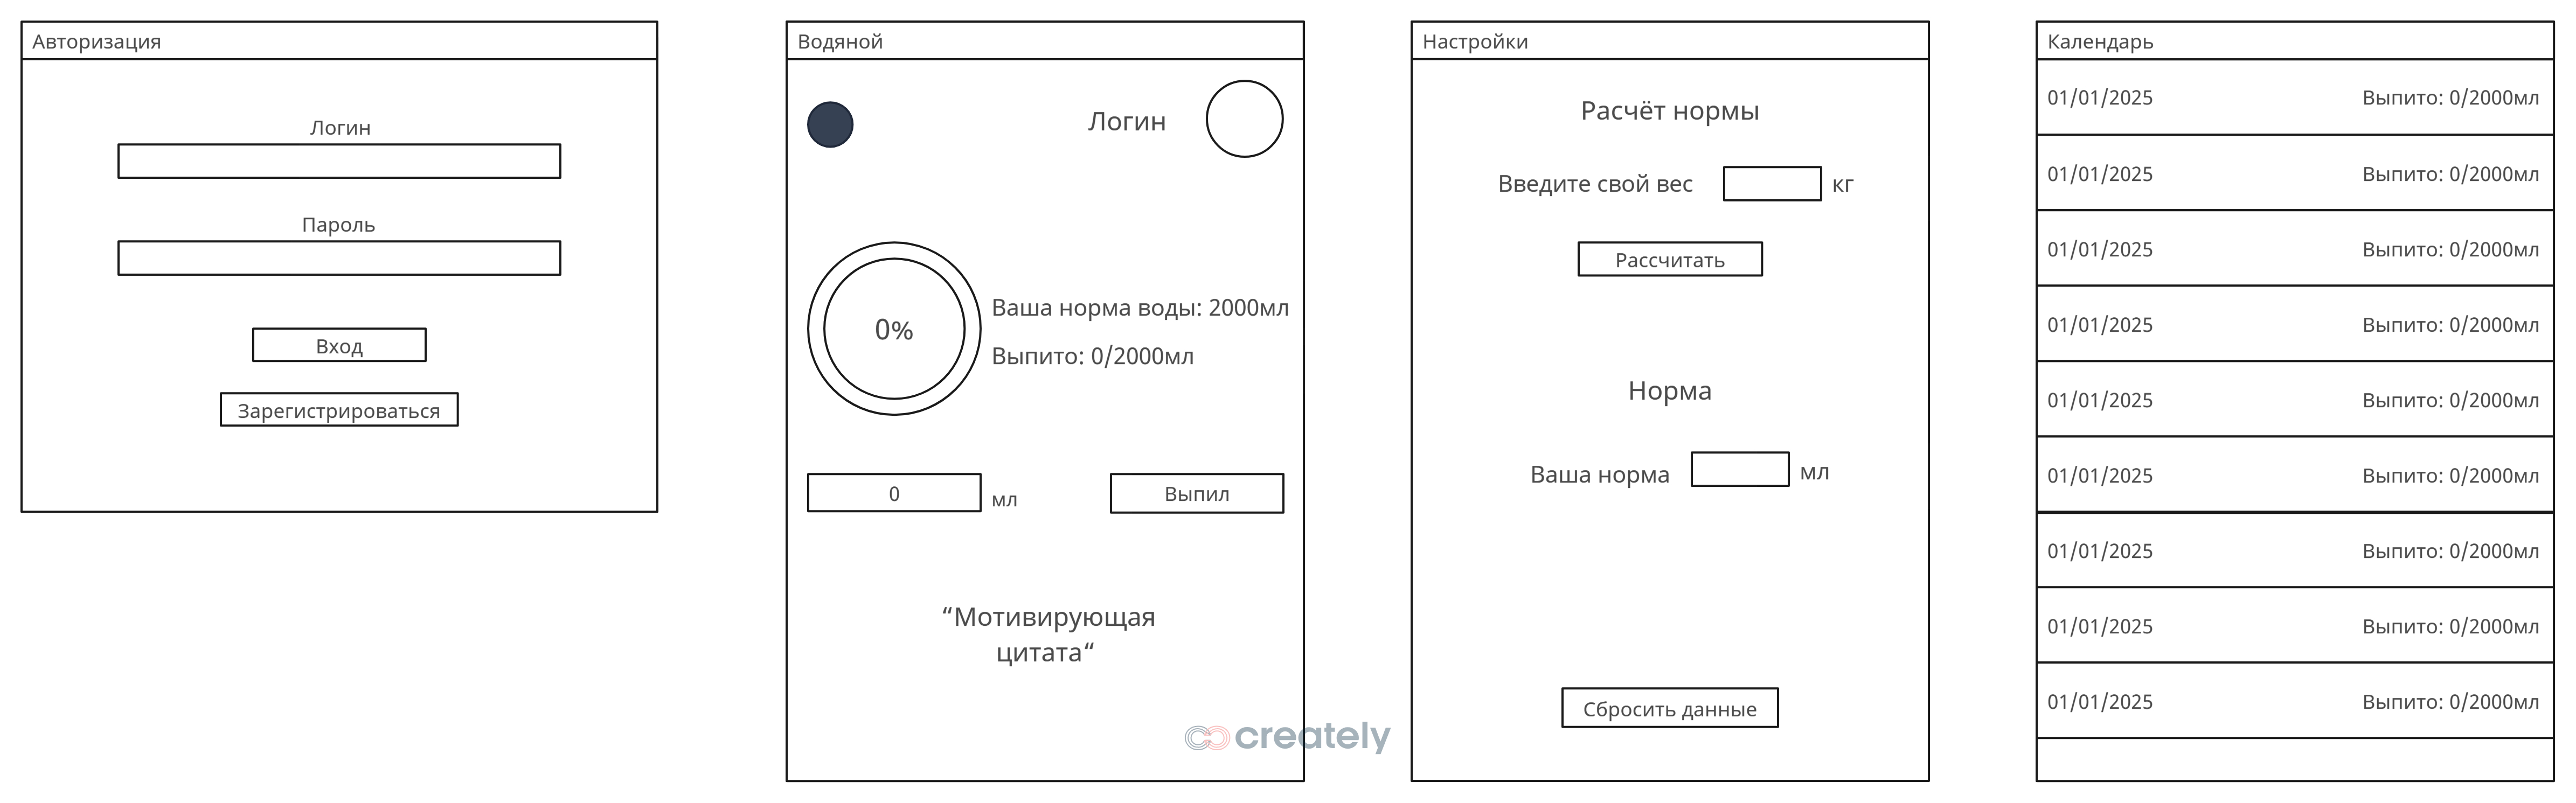 Авторизация
Логин
Пароль
Вход
Зарегистрироваться
Водяной
Логин
0%
Ваша норма воды: 2000мл
Выпито: 0/2000мл
0 мл
Выпил
“Мотивирующая
цитата“
creately
Настройки
Расчёт нормы
Введите свой вес кг
Рассчитать
Норма
Ваша норма мл
Сбросить данные
Календарь
01/01/2025 Выпито: 0/2000мл
01/01/2025 Выпито: 0/2000мл
01/01/2025 Выпито: 0/2000мл
01/01/2025 Выпито: 0/2000мл
01/01/2025 Выпито: 0/2000мл
01/01/2025 Выпито: 0/2000мл
01/01/2025 Выпито: 0/2000мл
01/01/2025 Выпито: 0/2000мл
01/01/2025 Выпито: 0/2000мл